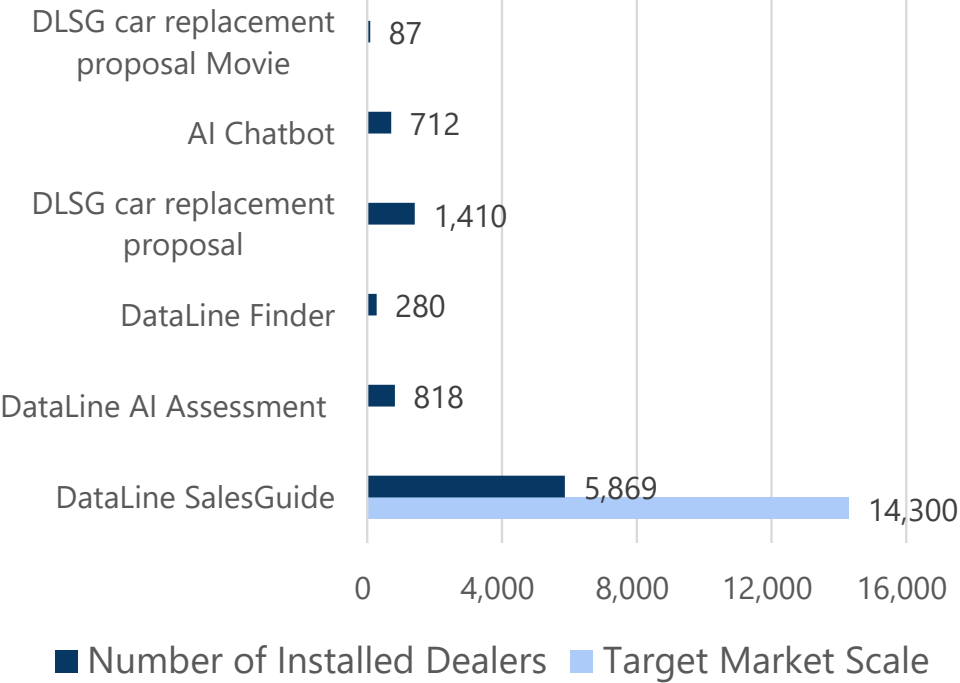 DLSG car replacement
proposal Movie
87
AI Chatbot
712
DLSG car replacement
proposal
1,410
DataLine Finder
280
DataLine AI Assessment
818
DataLine SalesGuide
5,869
14,300
0 4,000 8,000 12,000 16,000
Number of Installed Dealers Target Market Scale